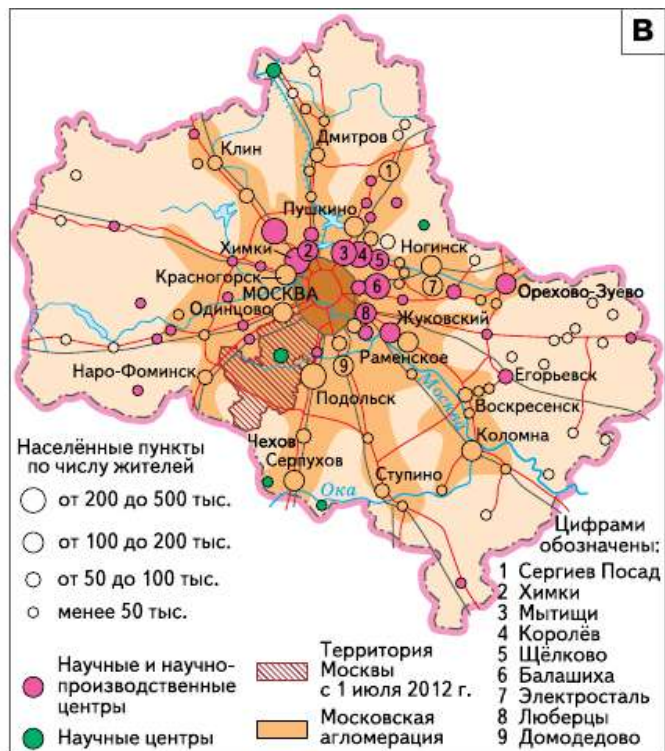 В
Клин
Дмитров
1
Пушкино
Химки
2
3
4
5
Ногинск
Красногорск
МОСКВА
6
7
Орехово-Зуево
Одинцово
8
Жуковский
Наро-Фоминск
9
Раменское
Москва
Егорьевск
Подольск
Воскресенск
Чехов
Коломна
Серпухов
Ступино
Ока
Населённые пункты
по числу жителей
от 200 до 500 тыс.
от 100 до 200 тыс.
от 50 до 100 тыс.
менее 50 тыс.
Научные и научно-
производственные
центры
Научные центры
Территория
Москвы
с 1 июля 2012 г.
Московская
агломерация
Цифрами
обозначены:
1 Сергиев Посад
2 Химки
3 Мытищи
4 Королёв
5 Щёлково
6 Балашиха
7 Электросталь
8 Люберцы
9 Домодедово